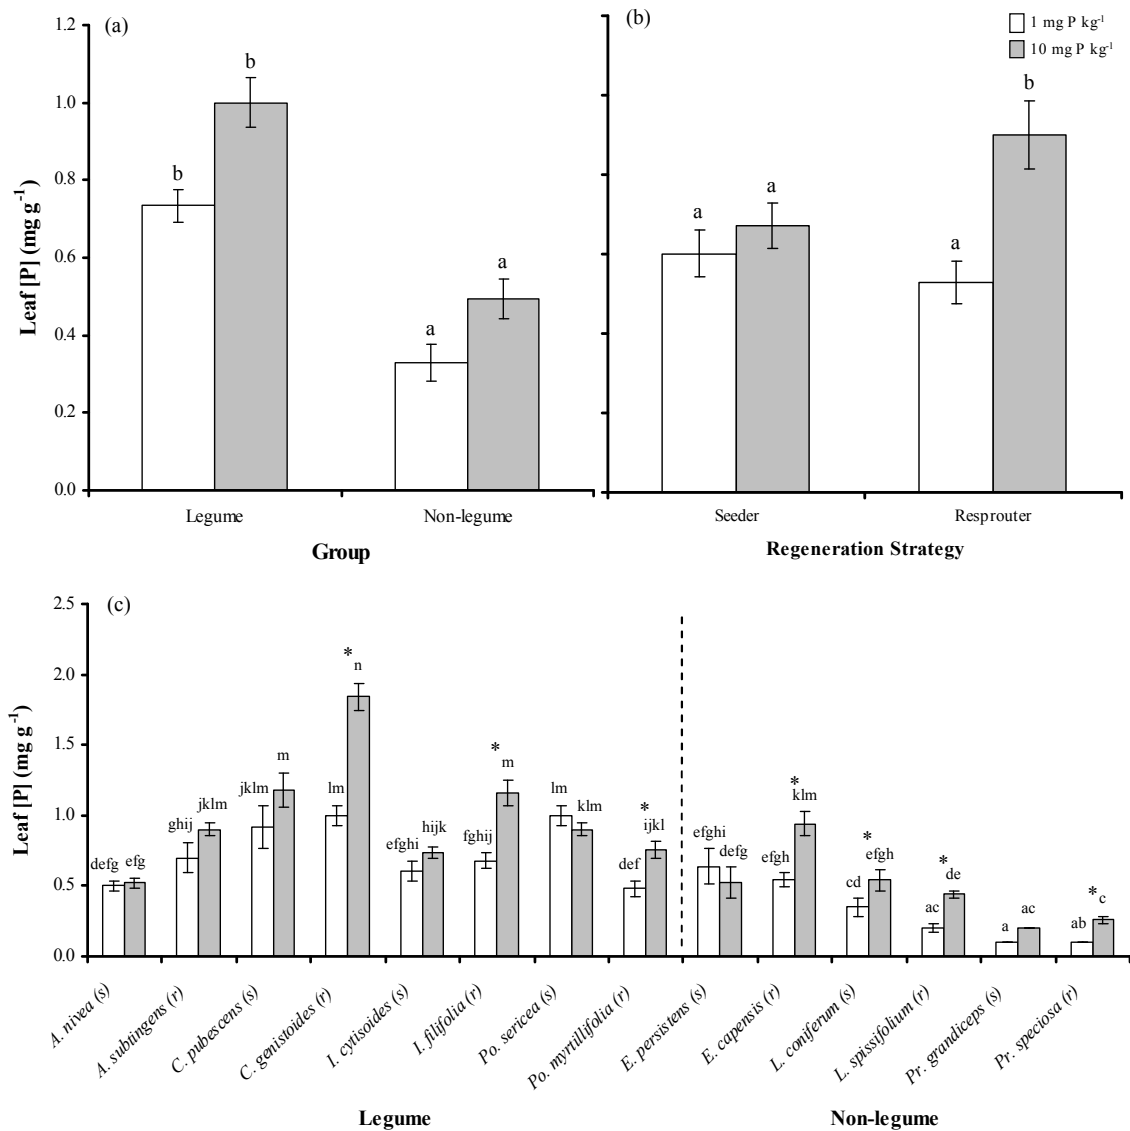 (a)
(b)
1 mg P kg-1
10 mg P kg-1
Leaf [P] (mg g-1)
1.2
1.0
0.8
0.6
0.4
0.2
0.0
b
b
a
a
a
a
a
b
Legume
Non-legume
Seeder
Resprouter
Group
Regeneration Strategy
(c)
Leaf [P] (mg g-1)
2.5
2.0
1.5
1.0
0.5
0.0
defg
efg
ghij
jklm
jklm
m
lm
*
n
efghi
hijk
fghij
*
m
lm
klm
def
*
ijkl
efghi
defg
efgh
*
klm
cd
*
efgh
ac
*
de
a
ac
ab
*
c
A. nivea (s)
A. subtingens (r)
C. pubescens (s)
C. genistoides (r)
I. cytisoides (s)
I. filifolia (r)
Po. sericea (s)
Po. myrtillifolia (r)
E. persistens (s)
E. capensis (r)
L. coniferum (s)
L. spissifolium (r)
Pr. grandiceps (s)
Pr. speciosa (r)
Legume
Non-legume